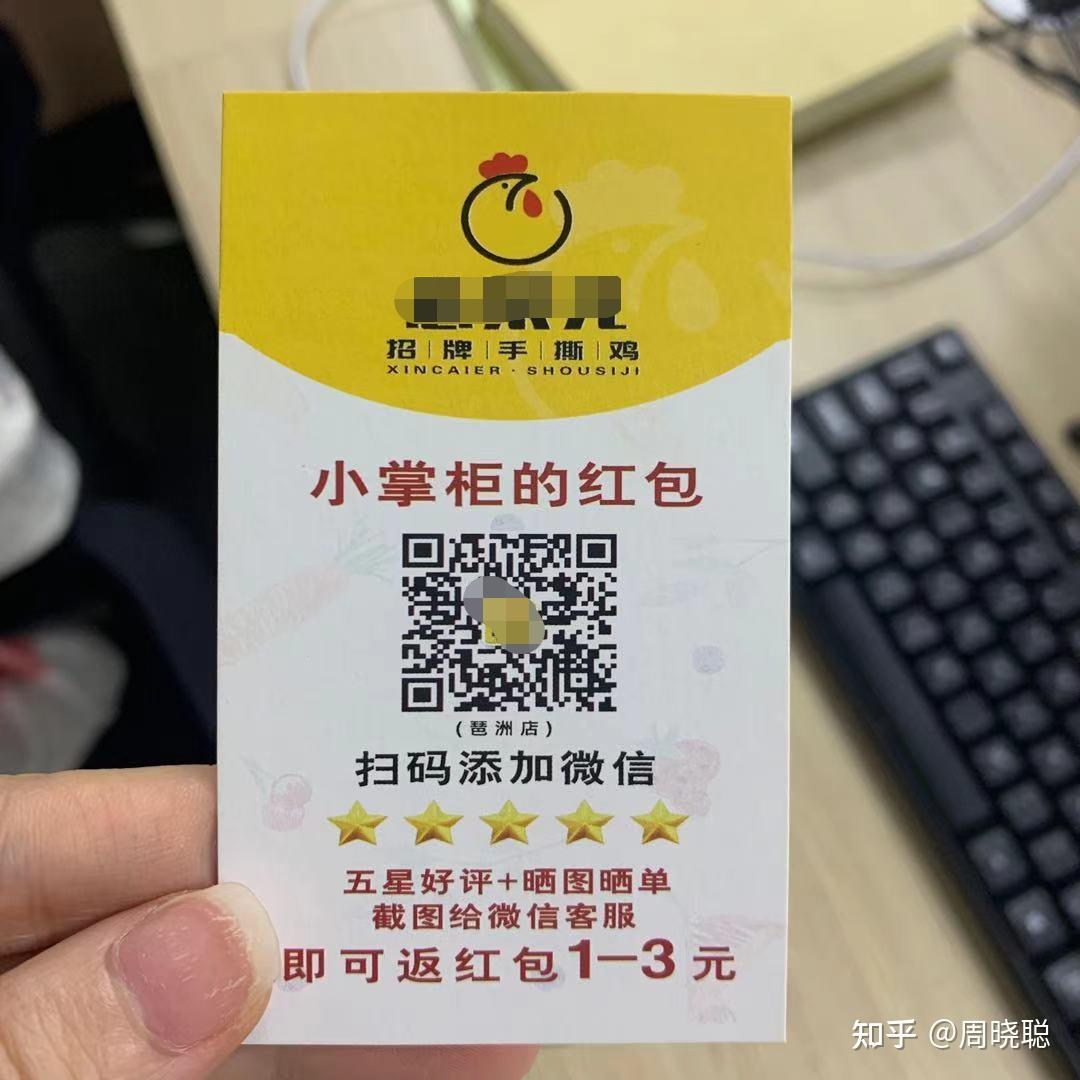 招牌手撕鸡
XINCAIER·SHOUSIJI
小掌柜的红包
(琶洲店)
扫码添加微信
五星好评+晒图晒单
截图给微信客服
即可返红包1-3元
知乎 @周晓聪